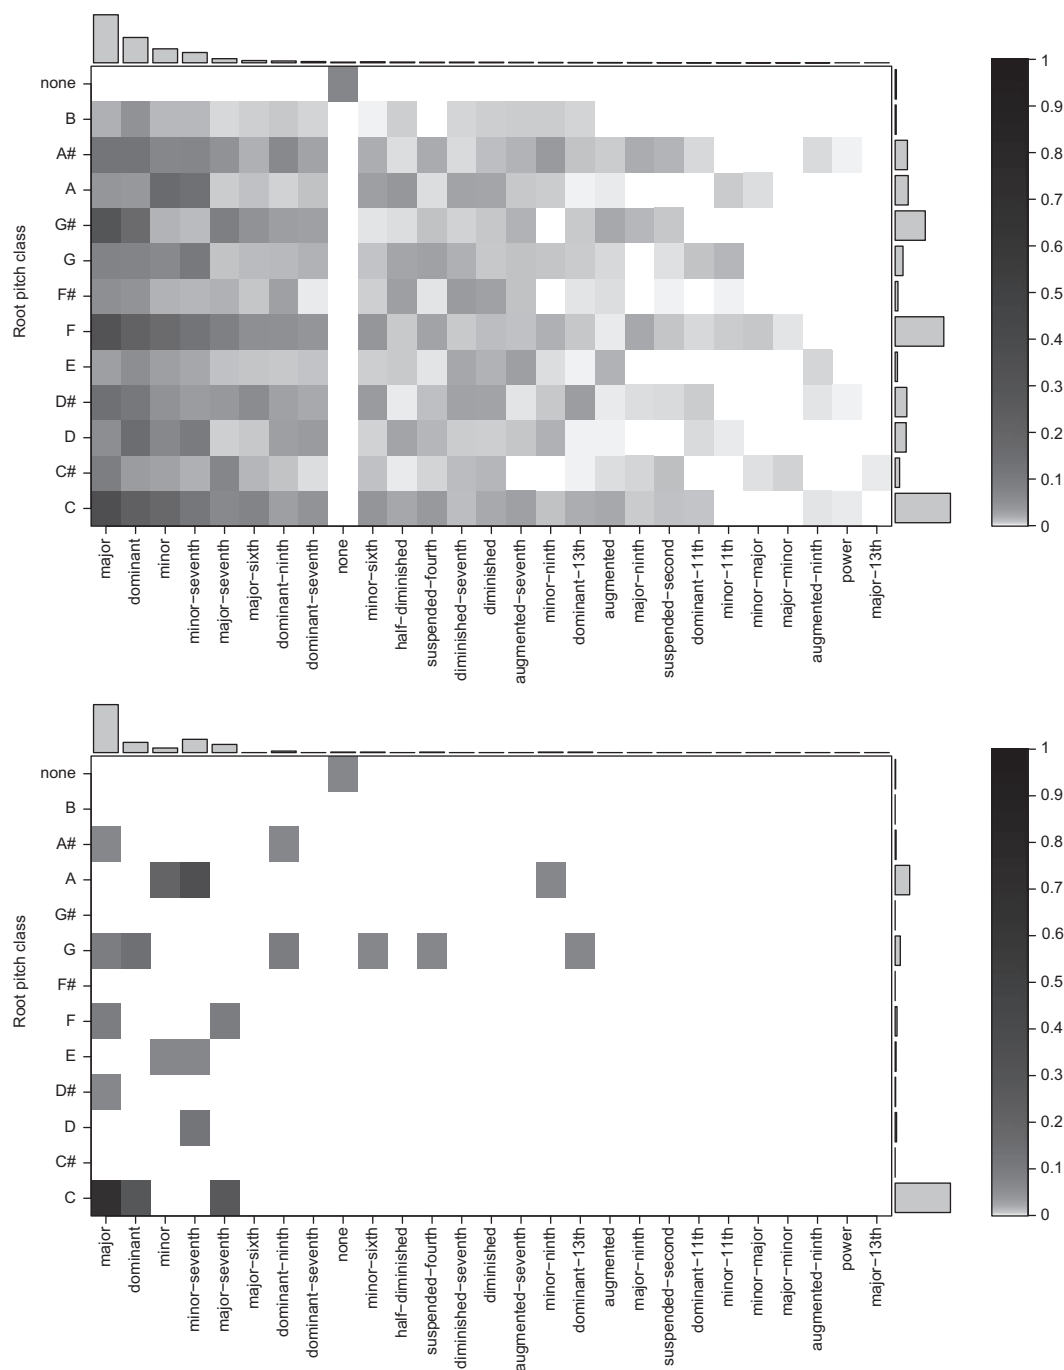 none
B
A#
A
G#
G
F#
F
E
D#
D
C#
C
Root pitch class
major
dominant
minor
minor−seventh
major−seventh
major−sixth
dominant−ninth
dominant−seventh
none
minor−sixth
half−diminished
suspended−fourth
diminished−seventh
diminished
augmented−seventh
minor−ninth
dominant−13th
augmented
major−ninth
suspended−second
dominant−11th
minor−11th
minor−major
major−minor
augmented−ninth
power
major−13th
1
0.9
0.8
0.7
0.6
0.5
0.4
0.3
0.2
0.1
0
none
B
A#
A
G#
G
F#
F
E
D#
D
C#
C
Root pitch class
major
dominant
minor
minor−seventh
major−seventh
major−sixth
dominant−ninth
dominant−seventh
none
minor−sixth
half−diminished
suspended−fourth
diminished−seventh
diminished
augmented−seventh
minor−ninth
dominant−13th
augmented
major−ninth
suspended−second
dominant−11th
minor−11th
minor−major
major−minor
augmented−ninth
power
major−13th
1
0.9
0.8
0.7
0.6
0.5
0.4
0.3
0.2
0.1
0